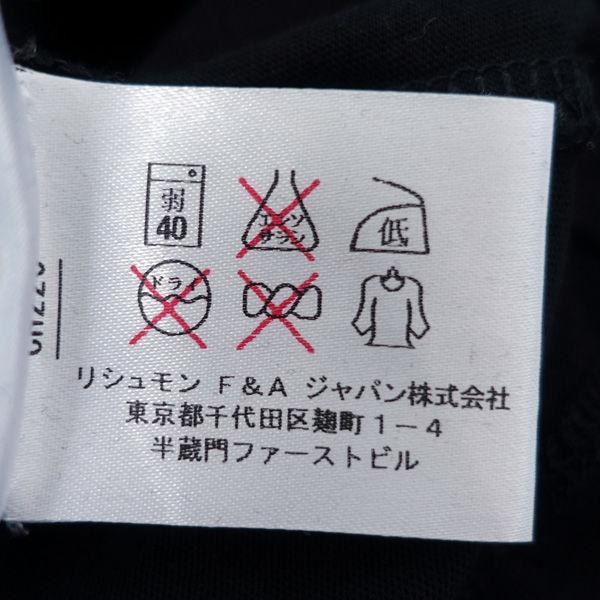 弱
40
エンソ
サラシ
低
ドライ
リシュモン F&A ジャパン株式会社
東京都千代田区麹町1-4
半蔵門ファーストビル